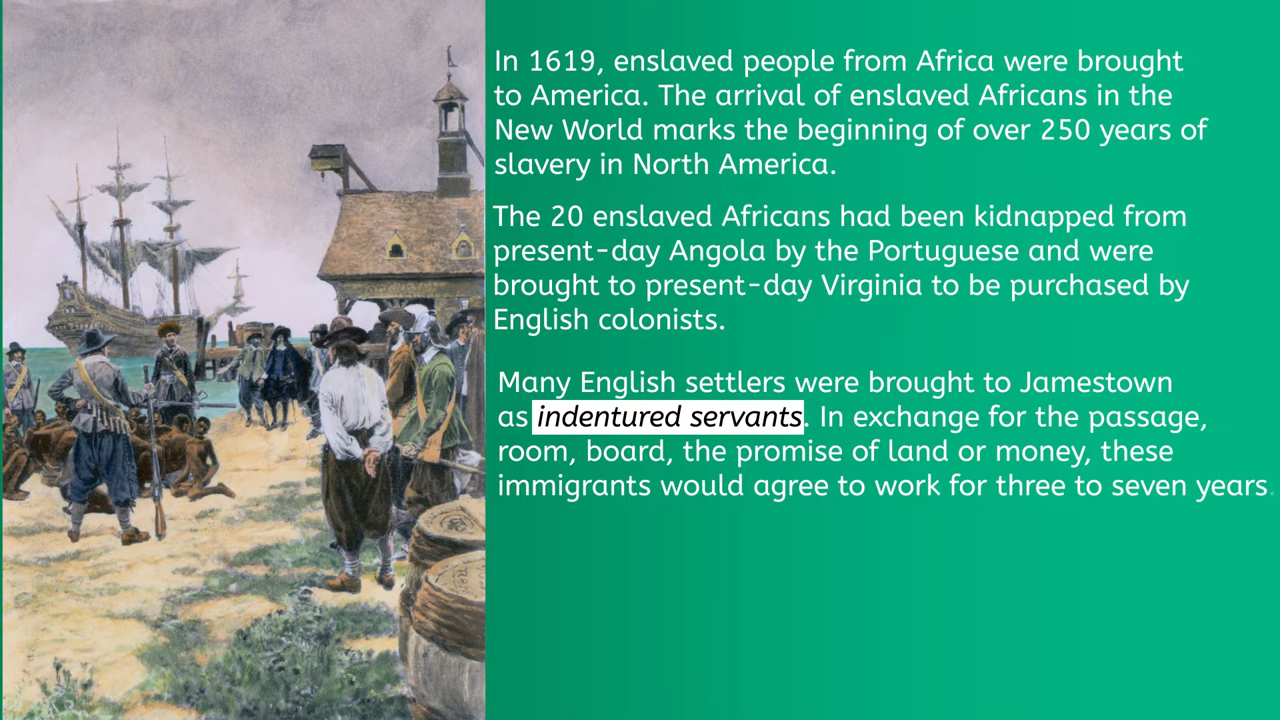 In 1619, enslaved people from Africa were brought
to America. The arrival of enslaved Africans in the
New World marks the beginning of over 250 years of
slavery in North America.
The 20 enslaved Africans had been kidnapped from
present-day Angola by the Portuguese and were
brought to present-day Virginia to be purchased by
English colonists.
Many English settlers were brought to Jamestown
as indentured servants. In exchange for the passage,
room, board, the promise of land or money, these
immigrants would agree to work for three to seven years.